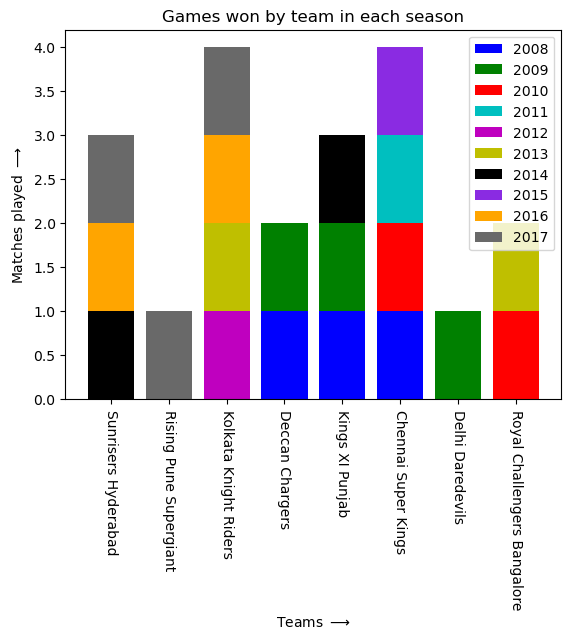 Games won by team in each season
Matches played ⟶
4.0
3.5
3.0
2.5
2.0
1.5
1.0
0.5
0.0
2008
2009
2010
2011
2012
2013
2014
2015
2016
2017
Sunrisers Hyderabad
Rising Pune Supergiant
Kolkata Knight Riders
Deccan Chargers
Kings XI Punjab
Chennai Super Kings
Delhi Daredevils
Royal Challengers Bangalore
Teams ⟶